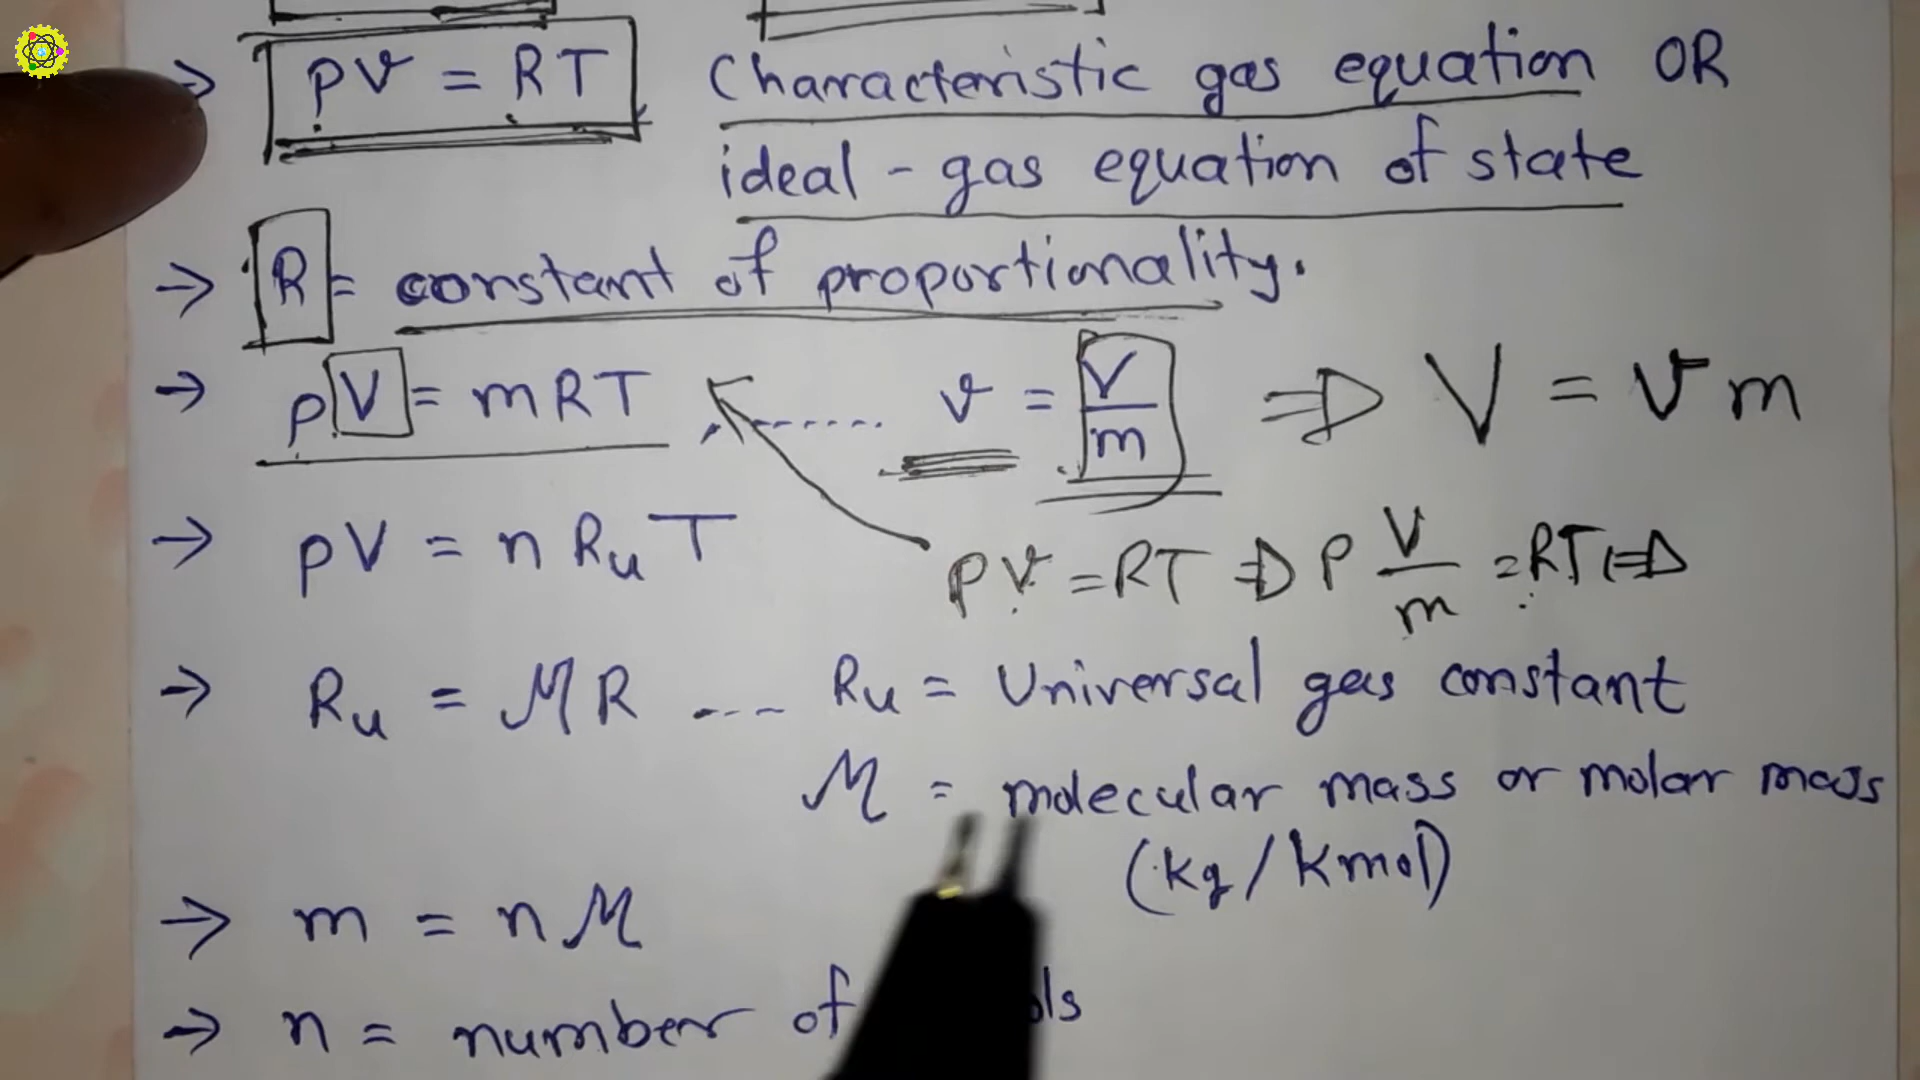 → pv = RT Characteristic gas equation OR
ideal - gas equation of state
→ R = constant of proportionality.
→ pV = mRT ....... v = V/m ⇒ V = vm
→ pV = n Ru T
Pv = RT ⇒ P V/m = RT ⇒
→ Ru = MR --- Ru = Universal gas constant
M = molecular mass or molar mass
(kg/kmol)
→ m = nM
→ n = number of